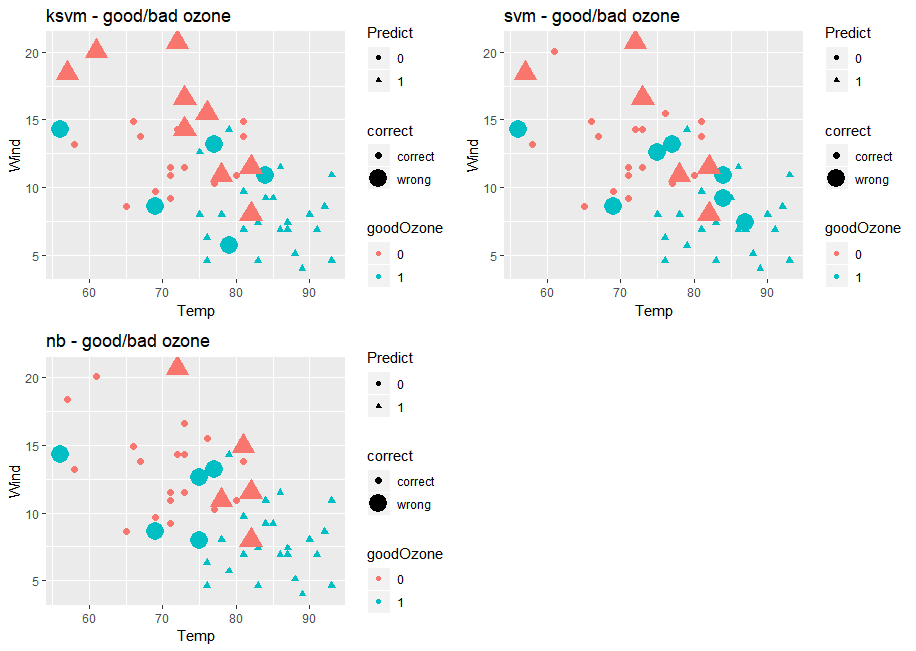 ksvm - good/bad ozone
Wind
20
15
10
5
60 70 80 90
Temp
Predict
0
1
correct
correct
wrong
goodOzone
0
1
svm - good/bad ozone
Wind
20
15
10
5
60 70 80 90
Temp
Predict
0
1
correct
correct
wrong
goodOzone
0
1
nb - good/bad ozone
Wind
20
15
10
5
60 70 80 90
Temp
Predict
0
1
correct
correct
wrong
goodOzone
0
1